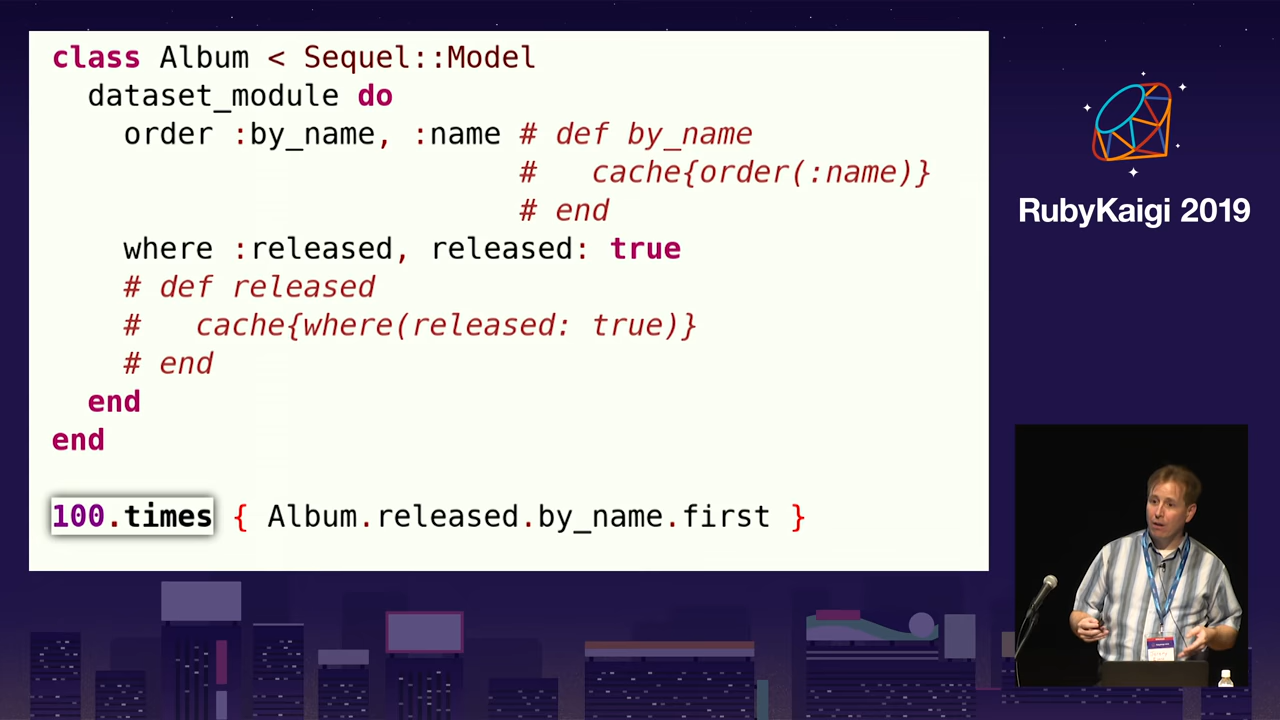 class Album < Sequel::Model
  dataset_module do
    order :by_name, :name # def by_name
                          #   cache{order(:name)}
                          # end
    where :released, released: true
    # def released
    #   cache{where(released: true)}
    # end
  end
end
100.times { Album.released.by_name.first }
RubyKaigi 2019